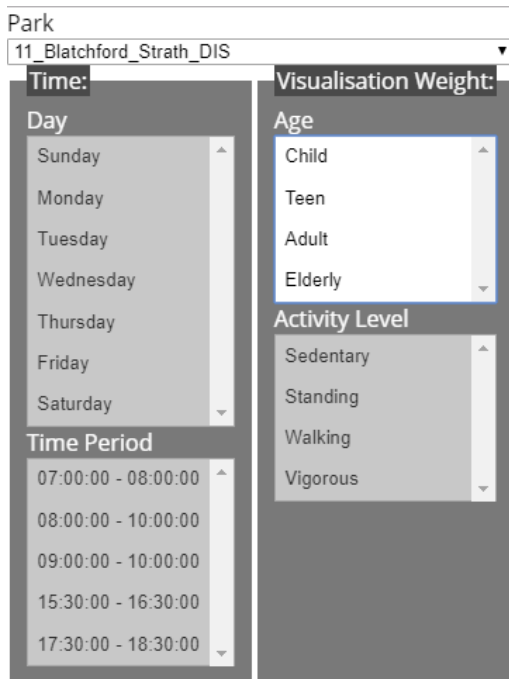 Park
11_Blatchford_Strath_DIS
Time:
Day
Sunday
Monday
Tuesday
Wednesday
Thursday
Friday
Saturday
Time Period
07:00:00 - 08:00:00
08:00:00 - 10:00:00
09:00:00 - 10:00:00
15:30:00 - 16:30:00
17:30:00 - 18:30:00
Visualisation Weight:
Age
Child
Teen
Adult
Elderly
Activity Level
Sedentary
Standing
Walking
Vigorous